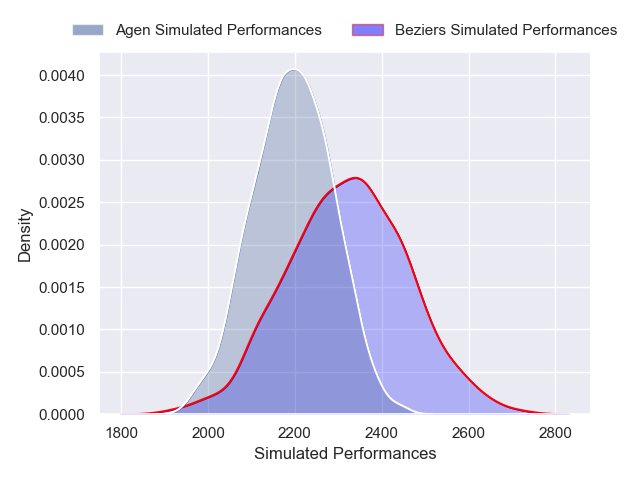 Agen Simulated Performances
Beziers Simulated Performances
Density
0.0040
0.0035
0.0030
0.0025
0.0020
0.0015
0.0010
0.0005
0.0000
1800 2000 2200 2400 2600 2800
Simulated Performances